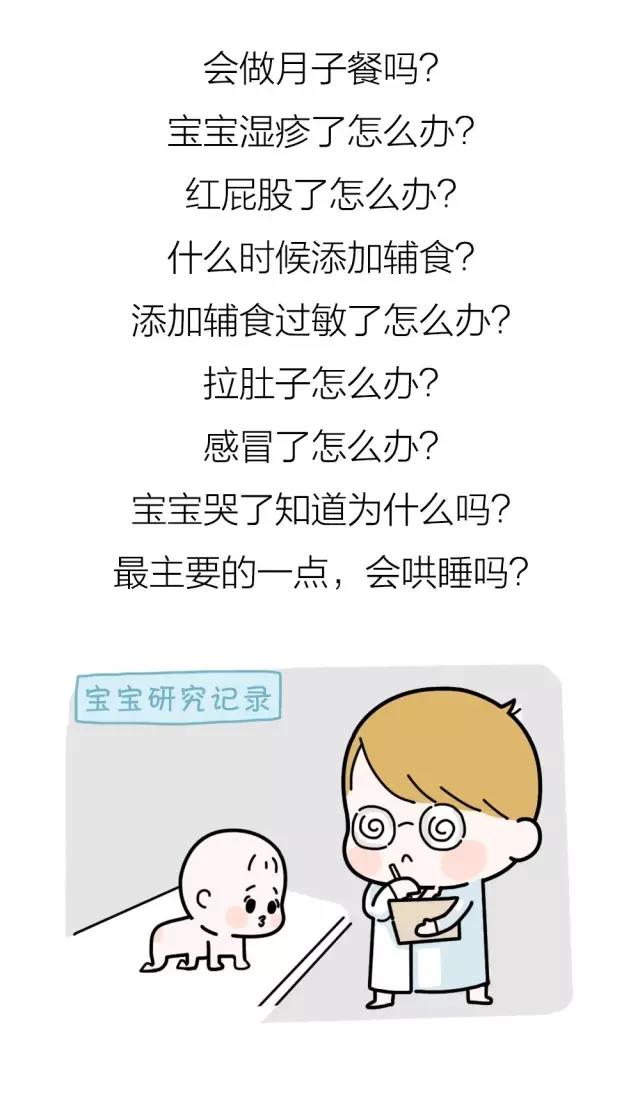 会做月子餐吗？
宝宝湿疹了怎么办？
红屁股了怎么办？
什么时候添加辅食？
添加辅食过敏了怎么办？
拉肚子怎么办？
感冒了怎么办？
宝宝哭了知道为什么吗？
最主要的一点，会哄睡吗？
宝宝研究记录